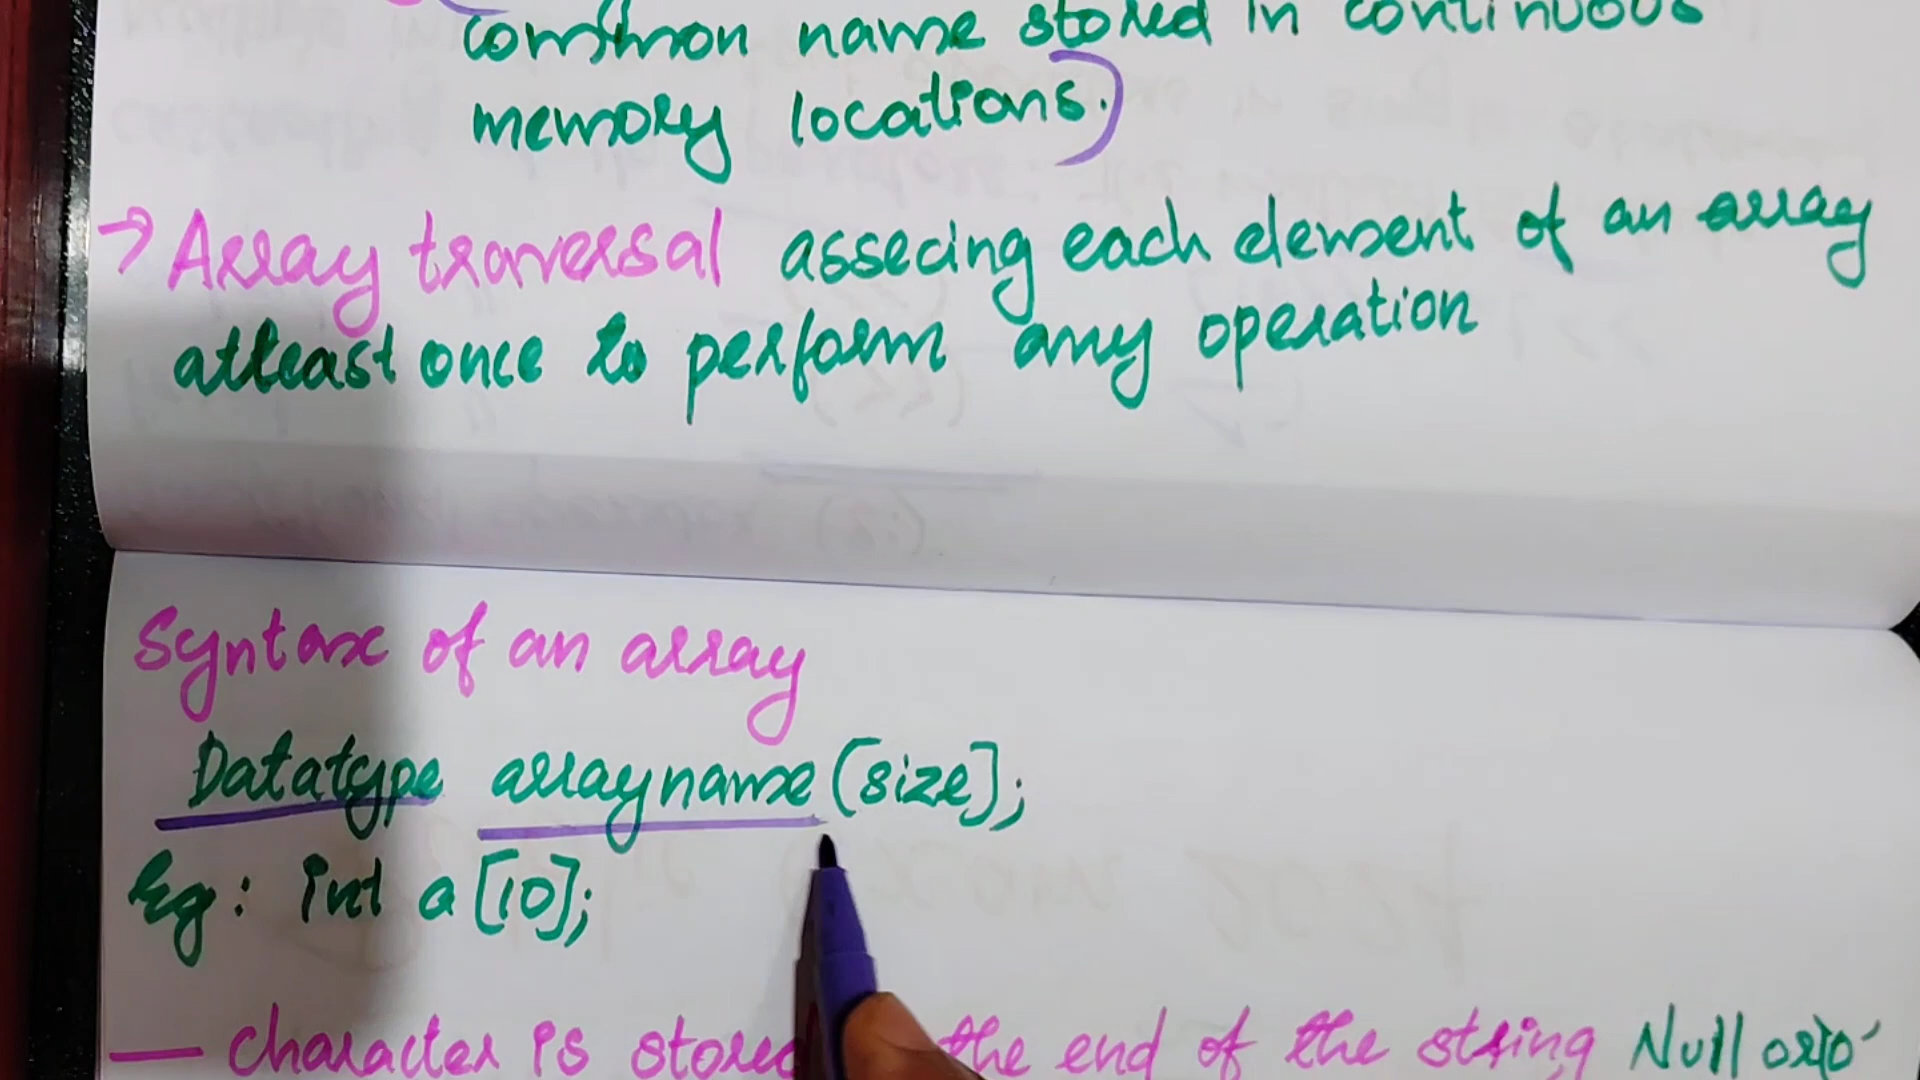 common name stored in continuous
memory locations.)
→ Array traversal assecing each element of an array
atleast once to perform any operation
Syntax of an array
Datatype arrayname [size];
Eg: int a[10];
— character is stored the end of the string Null or